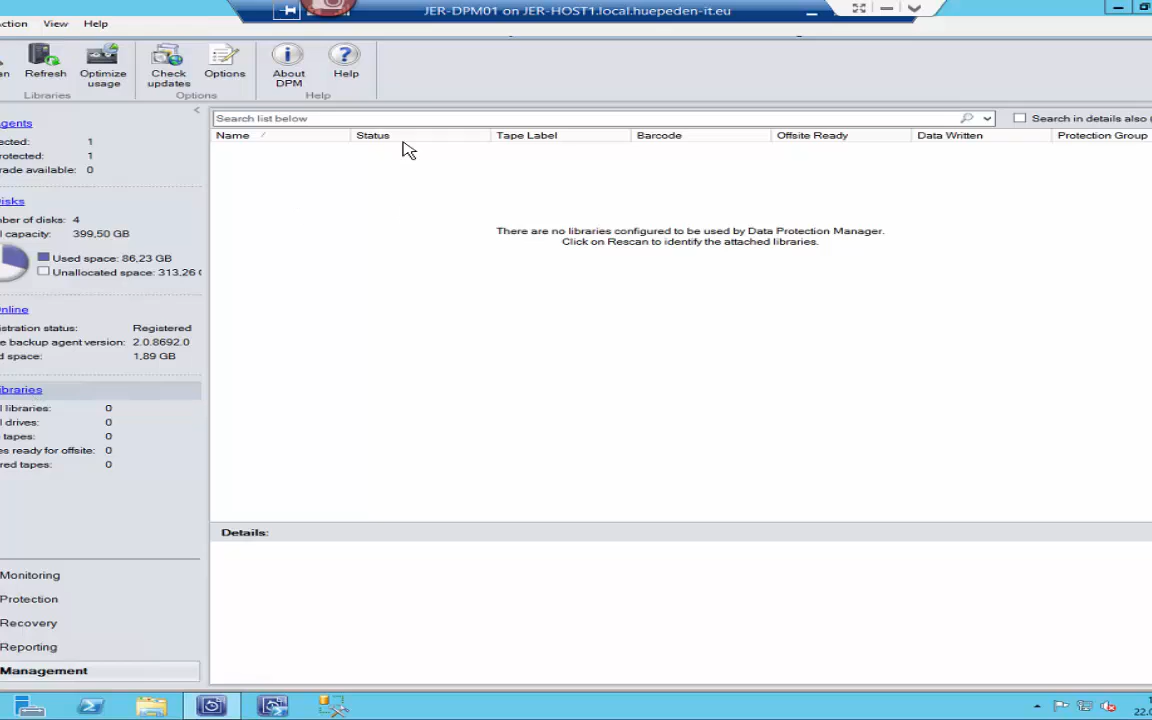 JER-DPM01 on JER-HOST1.local.huepeden-it.eu
ction View Help
an Refresh Optimize usage Check updates Options About DPM Help
Libraries Options Help
gents
ected: 1
rotected: 1
rade available: 0
isks
ber of disks: 4
l capacity: 399,50 GB
Used space: 86,23 GB
Unallocated space: 313,26
nline
istration status: Registered
e backup agent version: 2.0.8692.0
d space: 1,89 GB
ibraries
l libraries: 0
l drives: 0
tapes: 0
es ready for offsite: 0
red tapes: 0
Monitoring
Protection
Recovery
Reporting
Management
Search list below
Search in details also (
Name Status Tape Label Barcode Offsite Ready Data Written Protection Group
There are no libraries configured to be used by Data Protection Manager.
Click on Rescan to identify the attached libraries.
Details:
22.0